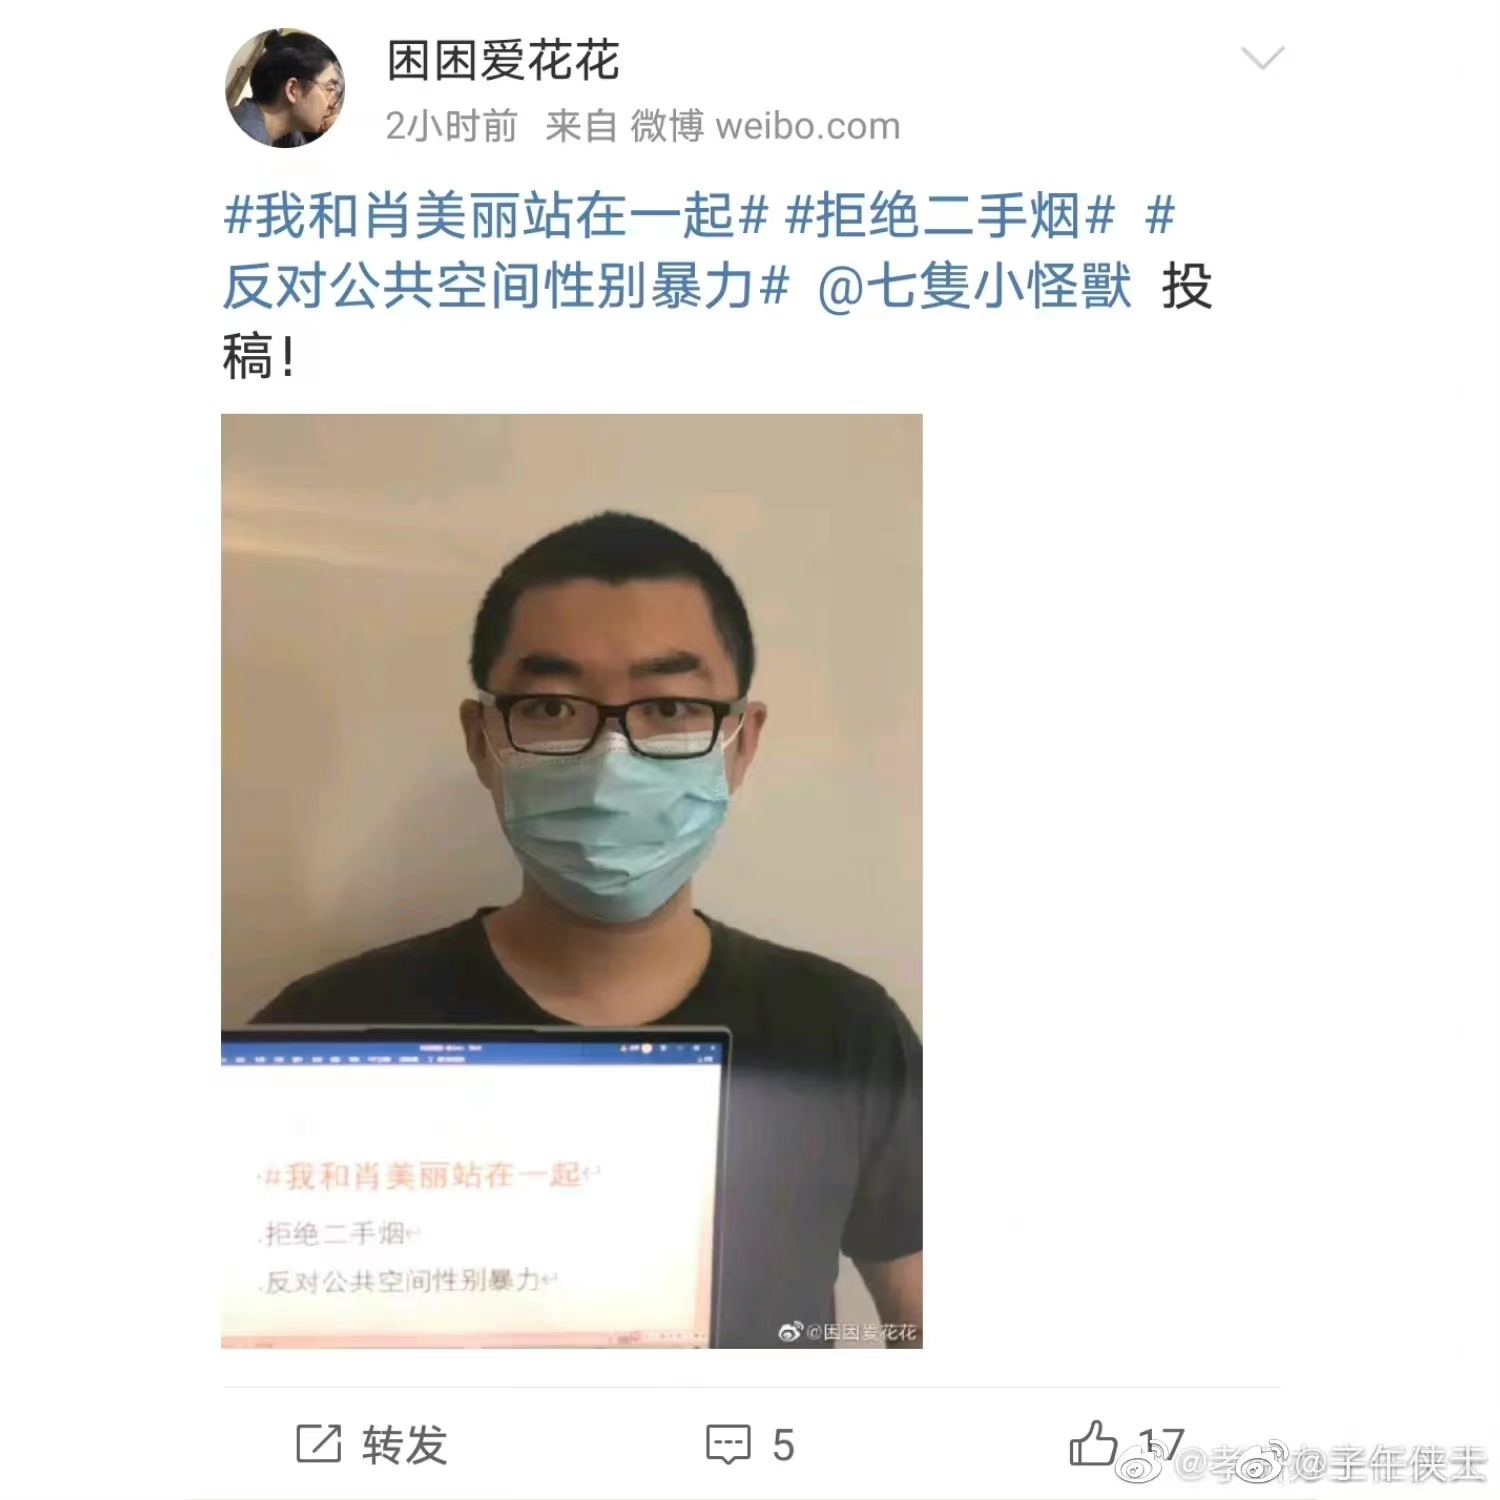 困困爱花花
2小时前 来自 微博 weibo.com
#我和肖美丽站在一起# #拒绝二手烟# #
反对公共空间性别暴力# @七隻小怪獸 投
稿!
#我和肖美丽站在一起
拒绝二手烟
反对公共空间性别暴力
@困困爱花花
转发
5
17